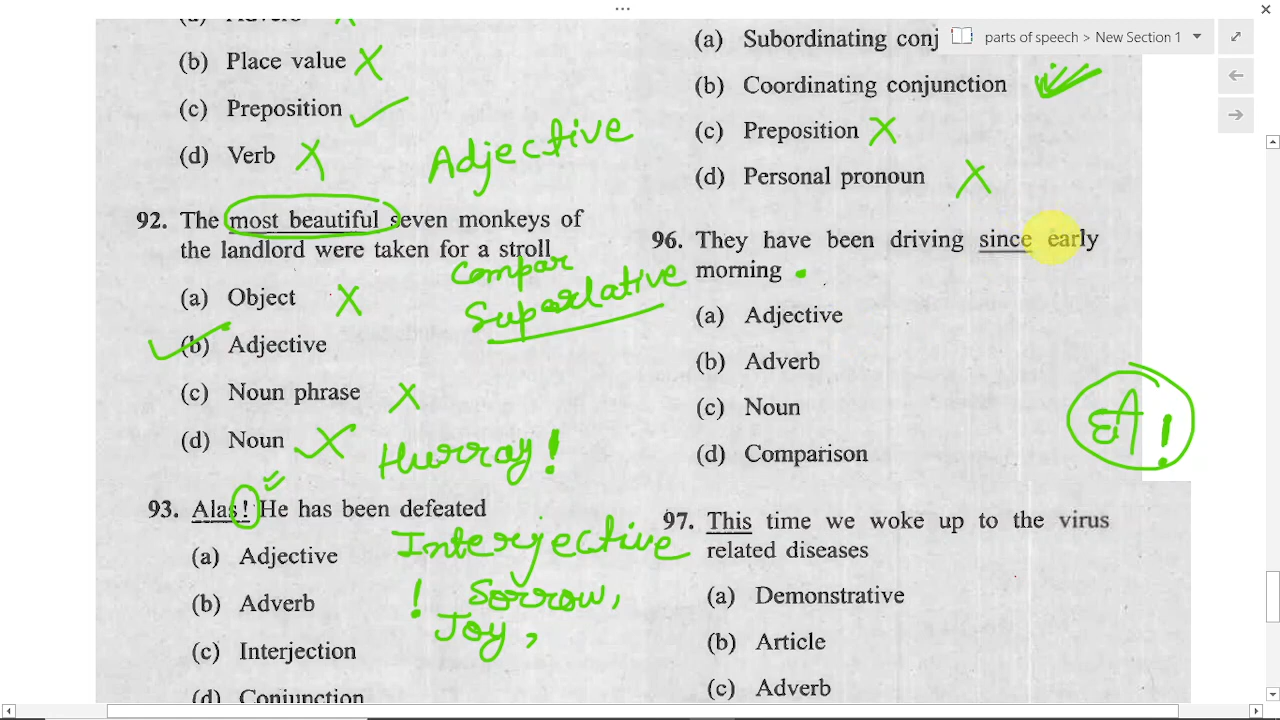 (b) Place value
(c) Preposition
(d) Verb
Adjective
92. The most beautiful seven monkeys of
the landlord were taken for a stroll
Compar
Superlative
(a) Object
(b) Adjective
(c) Noun phrase
(d) Noun
Hurray !
93. Alas ! He has been defeated
(a) Adjective
Interjective
(b) Adverb
! Sorrow,
Joy ,
(c) Interjection
(d) Conjunction
parts of speech > New Section 1
(a) Subordinating conj
(b) Coordinating conjunction
(c) Preposition
(d) Personal pronoun
96. They have been driving since early
morning .
(a) Adjective
(b) Adverb
(c) Noun
(d) Comparison
97. This time we woke up to the virus
related diseases
(a) Demonstrative
(b) Article
(c) Adverb